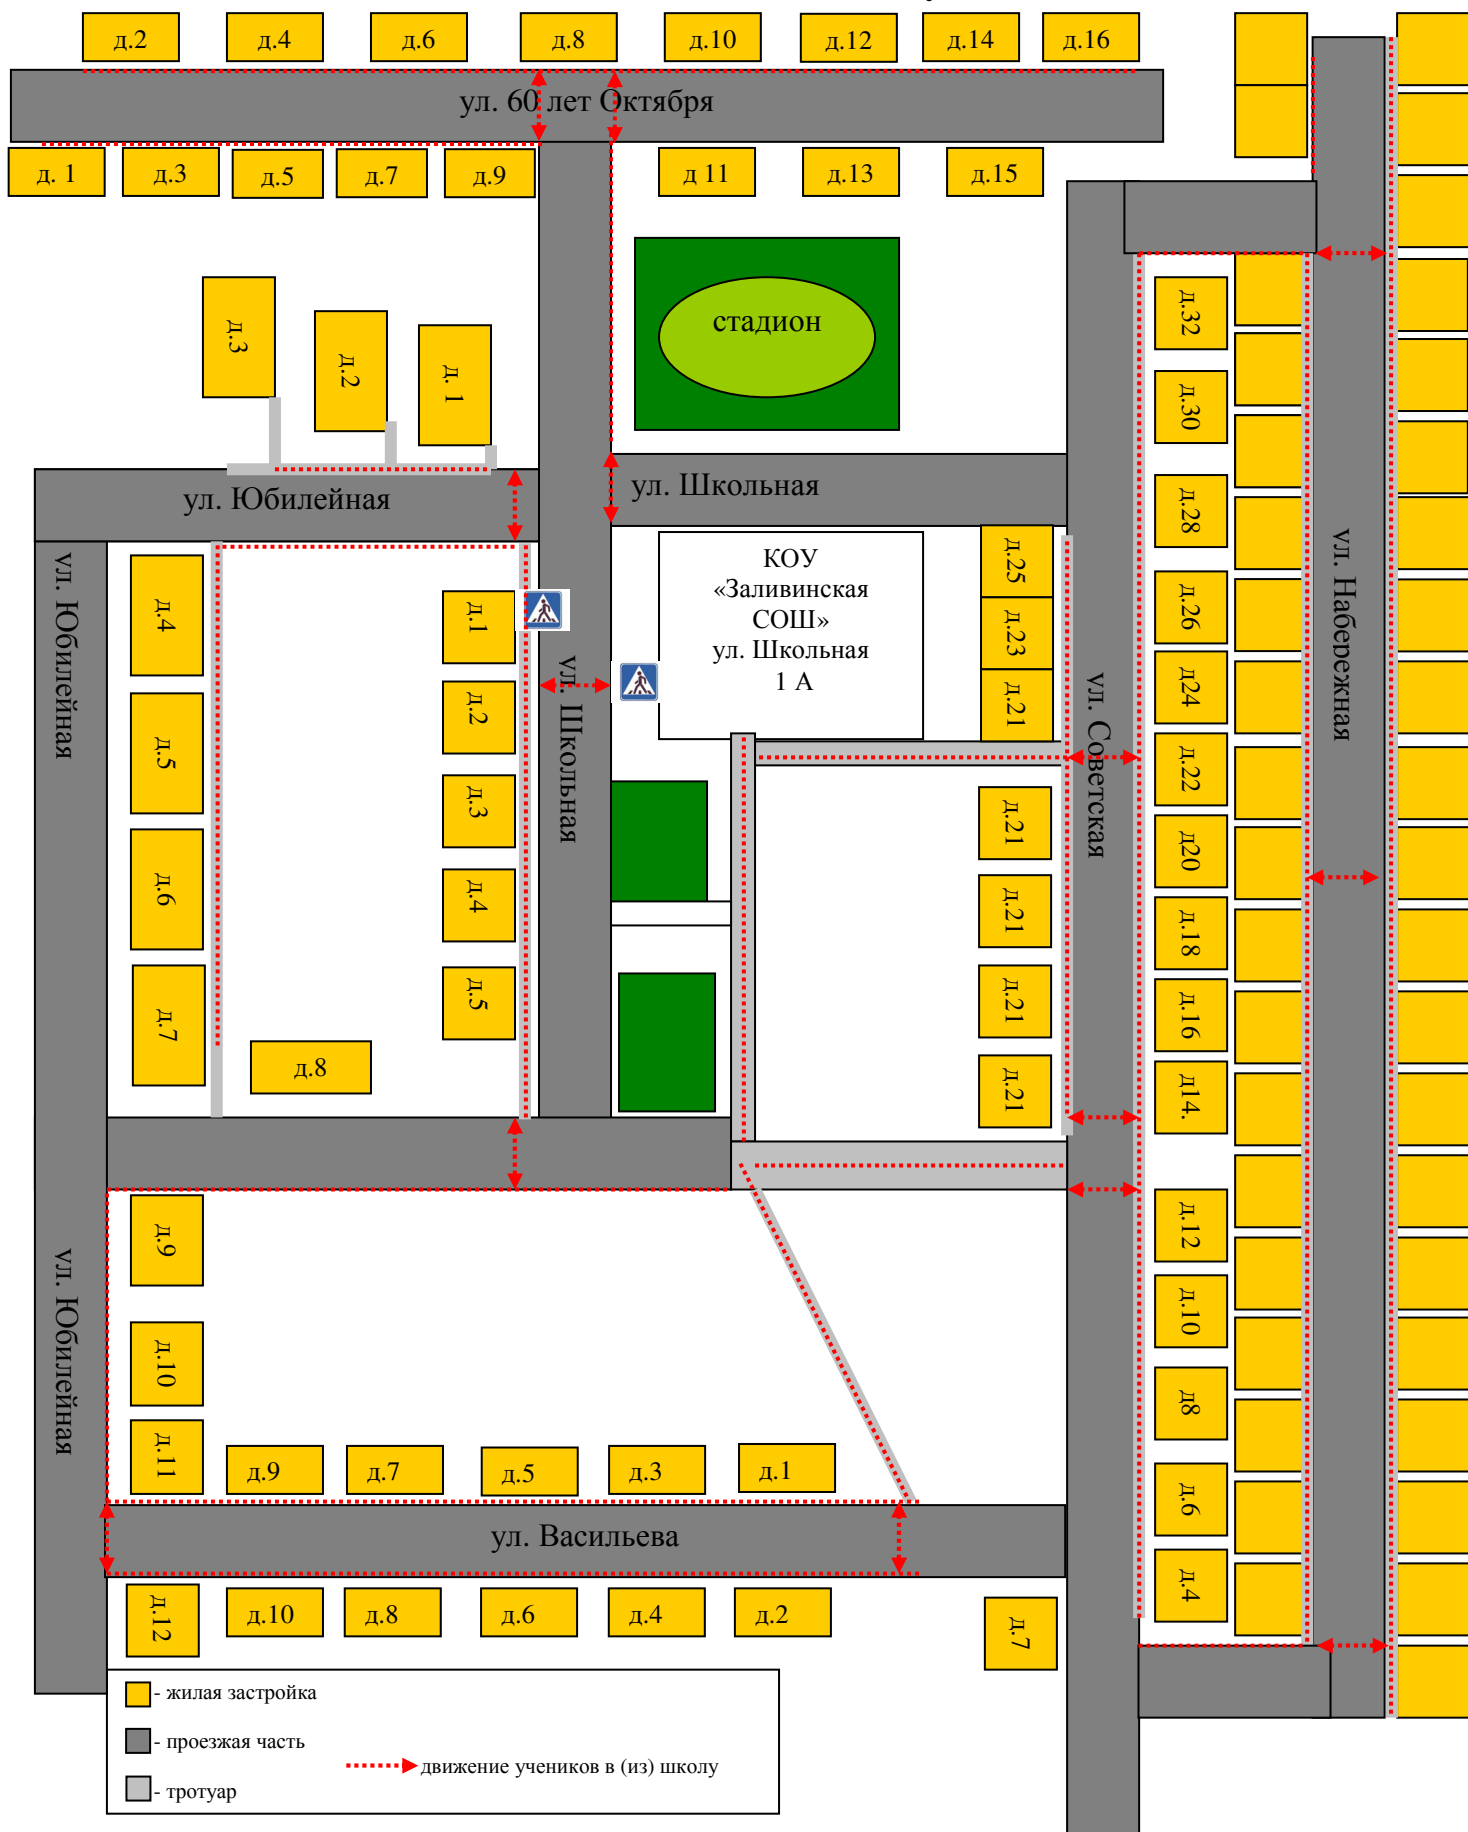 д.2
д.4
д.6
д.8
д.10
д.12
д.14
д.16
ул. 60 лет Октября
д. 1
д.3
д.5
д.7
д.9
д 11
д.13
д.15
д.3
д.2
д. 1
стадион
д.32
д.30
ул. Юбилейная
ул. Школьная
д.28
ул. Юбилейная
д.4
д.1
КОУ
«Заливинская
СОШ»
ул. Школьная
1 А
д.25
д.23
д.21
д.26
ул. Набережная
д.5
д.2
ул. Школьная
ул. Советская
д24
д.22
д.3
д.21
д20
д.6
д.4
д.21
д.18
д.7
д.5
д.21
д.16
д.8
д.21
д14.
д.9
д.12
ул. Юбилейная
д.10
д.10
д.11
д8
д.9
д.7
д.5
д.3
д.1
д.6
ул. Васильева
д.4
д.12
д.10
д.8
д.6
д.4
д.2
д.7
- жилая застройка
- проезжая часть
движение учеников в (из) школу
- тротуар